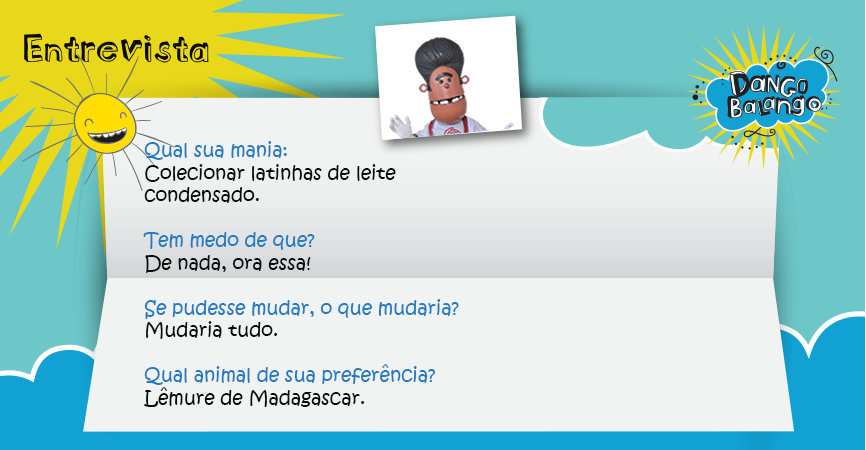 Entrevista
Dango
Balango
Qual sua mania:
Colecionar latinhas de leite
condensado.
Tem medo de que?
De nada, ora essa!
Se pudesse mudar, o que mudaria?
Mudaria tudo.
Qual animal de sua preferência?
Lêmure de Madagascar.